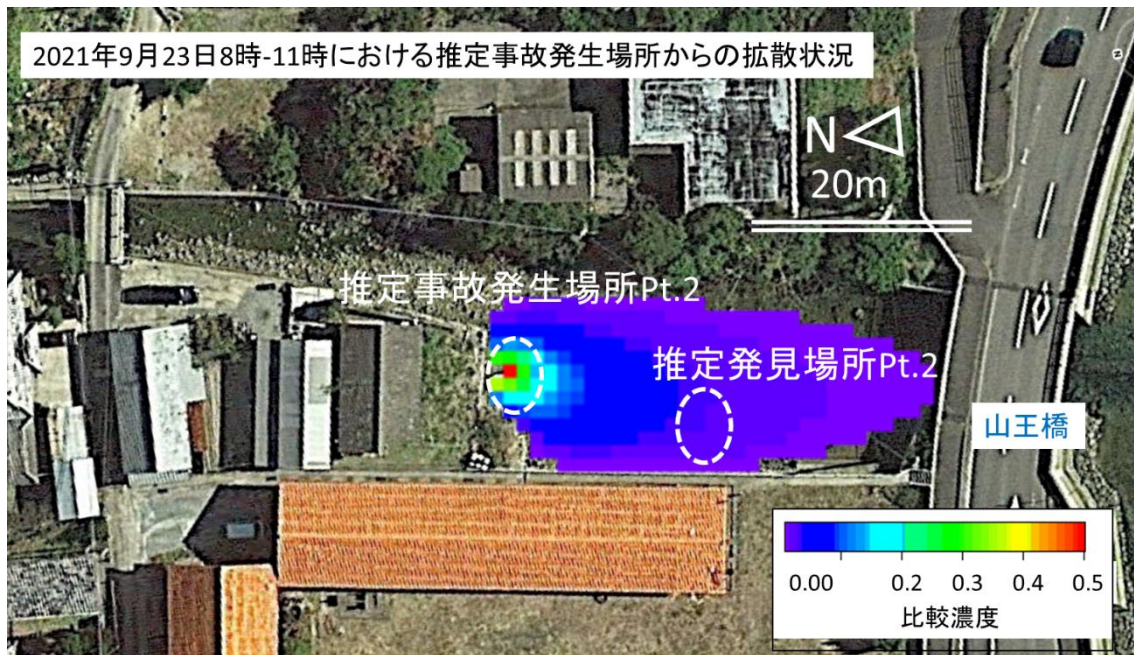 2021年9月23日8時-11時における推定事故発生場所からの拡散状況
N
20m
推定事故発生場所Pt.2
推定発見場所Pt.2
山王橋
0.00 0.2 0.3 0.4 0.5
比較濃度